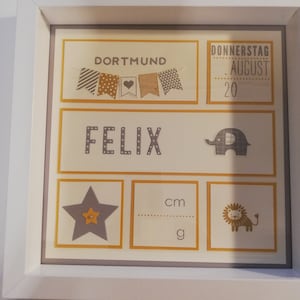 DORTMUND
DONNERSTAG
. AUGUST
20
FELIX
cm
g